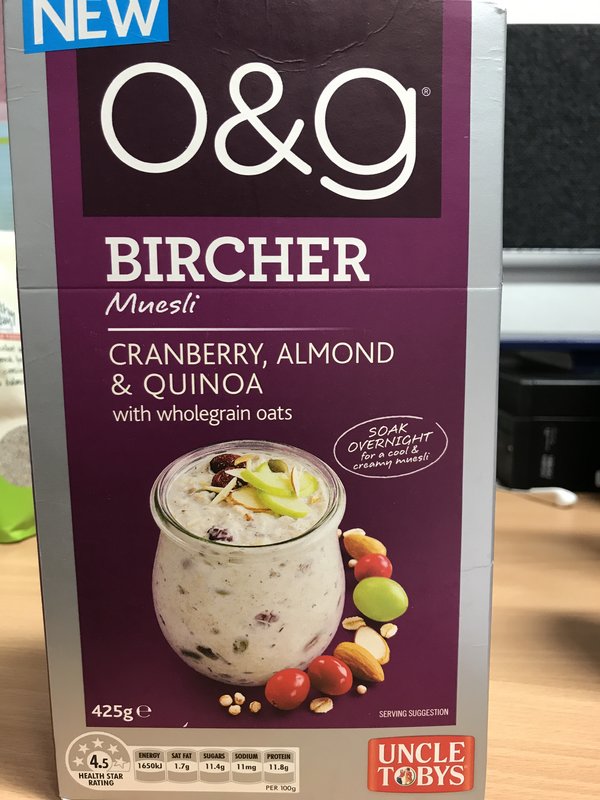 NEW
O&g®
BIRCHER
Muesli
CRANBERRY, ALMOND
& QUINOA
with wholegrain oats
SOAK
OVERNIGHT
for a cool &
creamy muesli
425g e
SERVING SUGGESTION
4.5
HEALTH STAR
RATING
ENERGY SAT FAT SUGARS SODIUM PROTEIN
1650kJ 1.7g 11.4g 11mg 11.8g
PER 100g
UNCLE
TOBYS